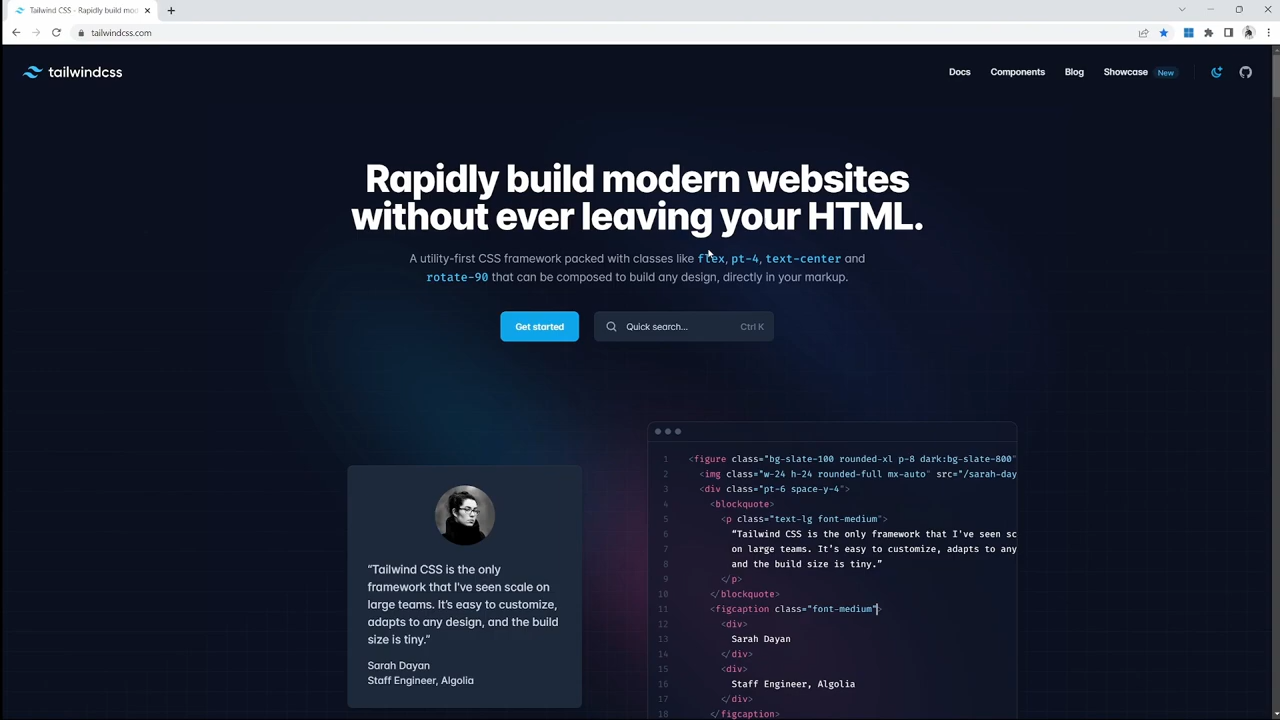 Tailwind CSS - Rapidly build mod
tailwindcss.com
tailwindcss
Docs
Components
Blog
Showcase
New
Rapidly build modern websites
without ever leaving your HTML.
A utility-first CSS framework packed with classes like flex, pt-4, text-center and
rotate-90 that can be composed to build any design, directly in your markup.
Get started
Quick search...
Ctrl K
“Tailwind CSS is the only
framework that I've seen scale on
large teams. It’s easy to customize,
adapts to any design, and the build
size is tiny.”
Sarah Dayan
Staff Engineer, Algolia
1 <figure class="bg-slate-100 rounded-xl p-8 dark:bg-slate-800"
2 <img class="w-24 h-24 rounded-full mx-auto" src="/sarah-day
3 <div class="pt-6 space-y-4">
4 <blockquote>
5 <p class="text-lg font-medium">
6 “Tailwind CSS is the only framework that I've seen sc
7 on large teams. It’s easy to customize, adapts to any
8 and the build size is tiny.”
9 </p>
10 </blockquote>
11 <figcaption class="font-medium">
12 <div>
13 Sarah Dayan
14 </div>
15 <div>
16 Staff Engineer, Algolia
17 </div>
18 </figcaption>